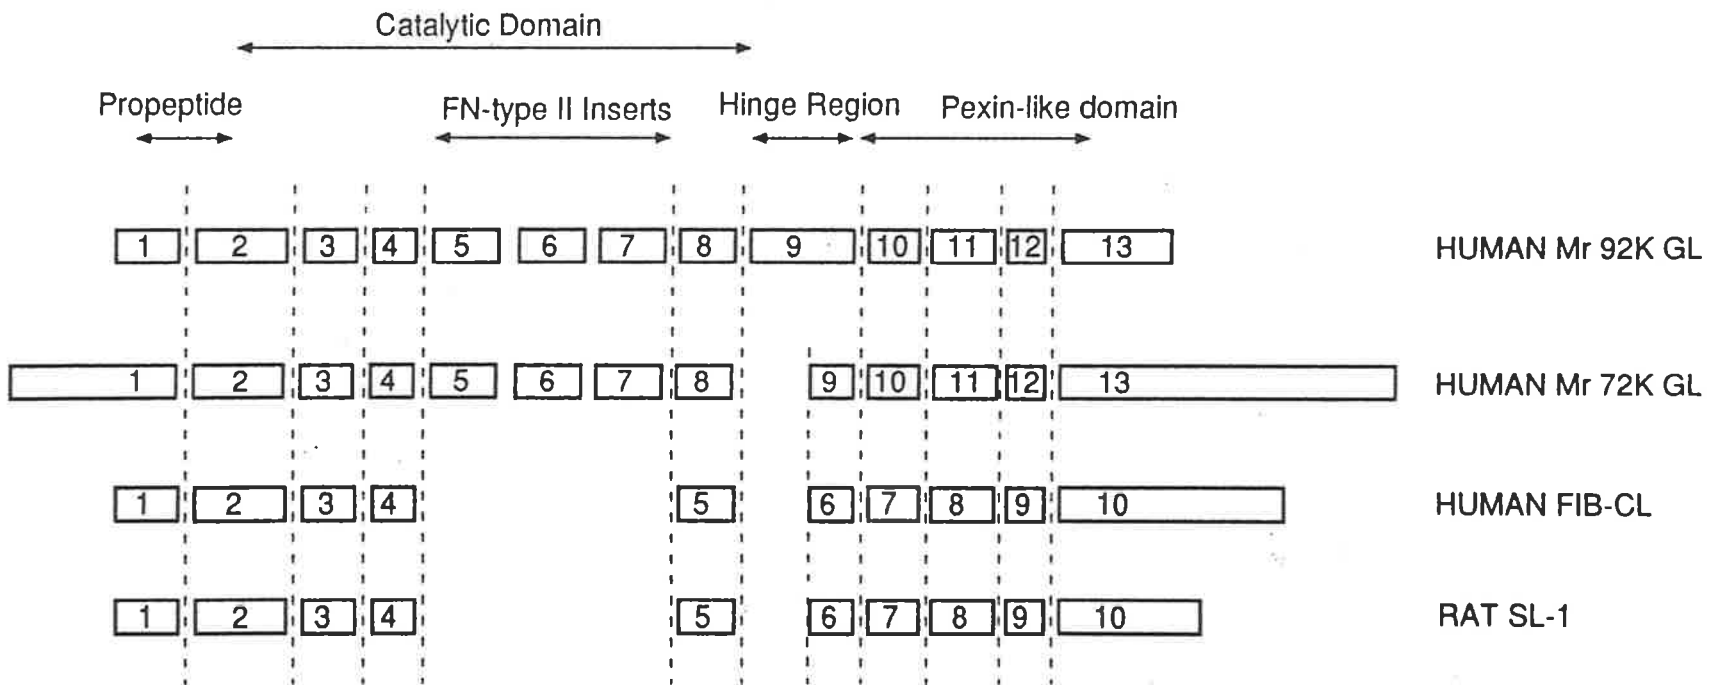 Catalytic Domain
Propeptide FN-type II Inserts Hinge Region Pexin-like domain
1 2 3 4 5 6 7 8 9 10 11 12 13 HUMAN Mr 92K GL
1 2 3 4 5 6 7 8 9 10 11 12 13 HUMAN Mr 72K GL
1 2 3 4 5 6 7 8 9 10 HUMAN FIB-CL
1 2 3 4 5 6 7 8 9 10 RAT SL-1